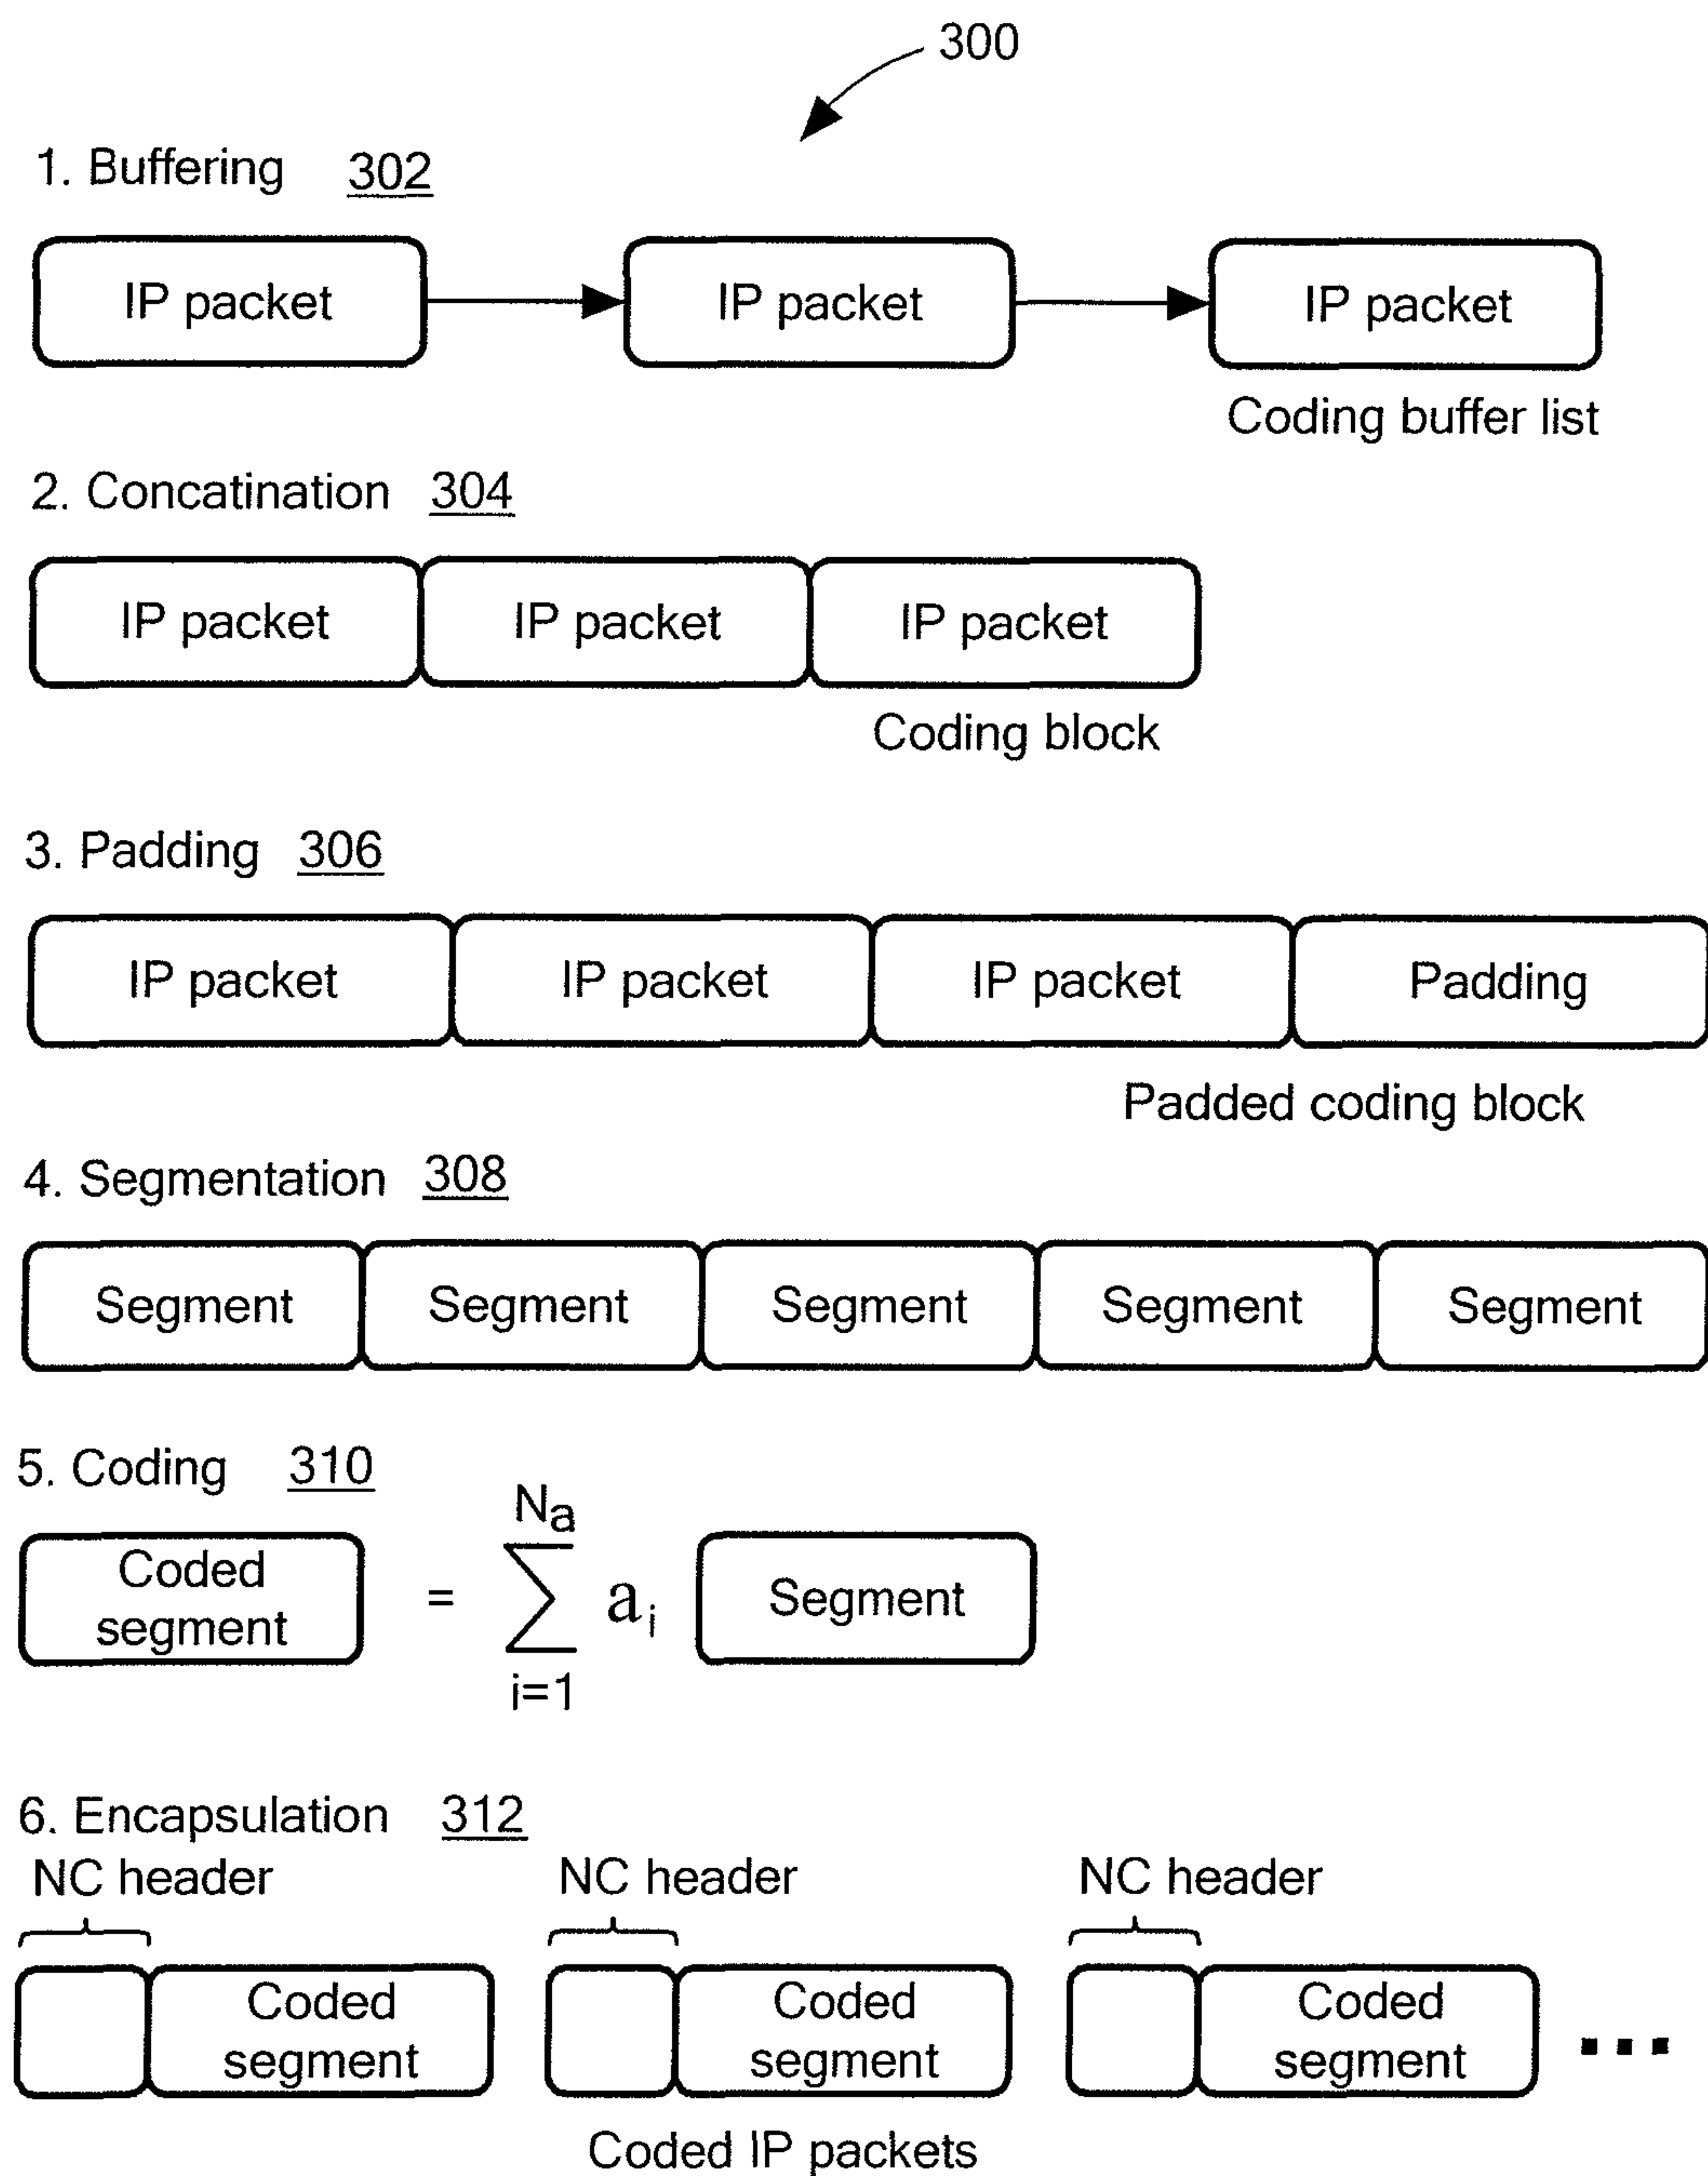 300
1. Buffering 302
IP packet IP packet IP packet
Coding buffer list
2. Concatination 304
IP packet IP packet IP packet
Coding block
3. Padding 306
IP packet IP packet IP packet Padding
Padded coding block
4. Segmentation 308
Segment Segment Segment Segment Segment
5. Coding 310
Coded segment = ∑ Na i=1 ai Segment
6. Encapsulation 312
NC header NC header NC header
Coded Coded Coded
segment segment segment ...
Coded IP packets